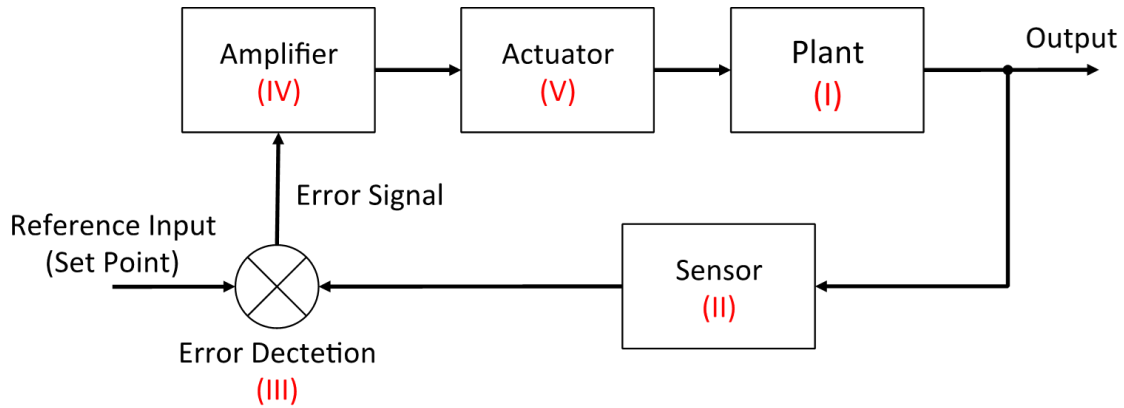 Amplifier
(IV)
Actuator
(V)
Plant
(I)
Output
Error Signal
Reference Input
(Set Point)
Sensor
(II)
Error Dectetion
(III)